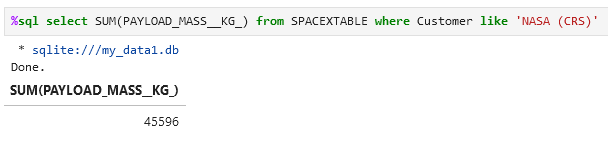 %sql select SUM(PAYLOAD_MASS__KG_) from SPACEXTABLE where Customer like 'NASA (CRS)'
* sqlite:///my_data1.db
Done.
SUM(PAYLOAD_MASS__KG_)
45596